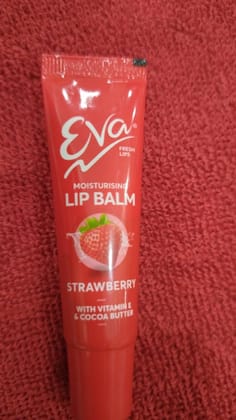 Eva®
FRESH
LIPS
MOISTURISING
LIP BALM
STRAWBERRY
WITH VITAMIN E
& COCOA BUTTER